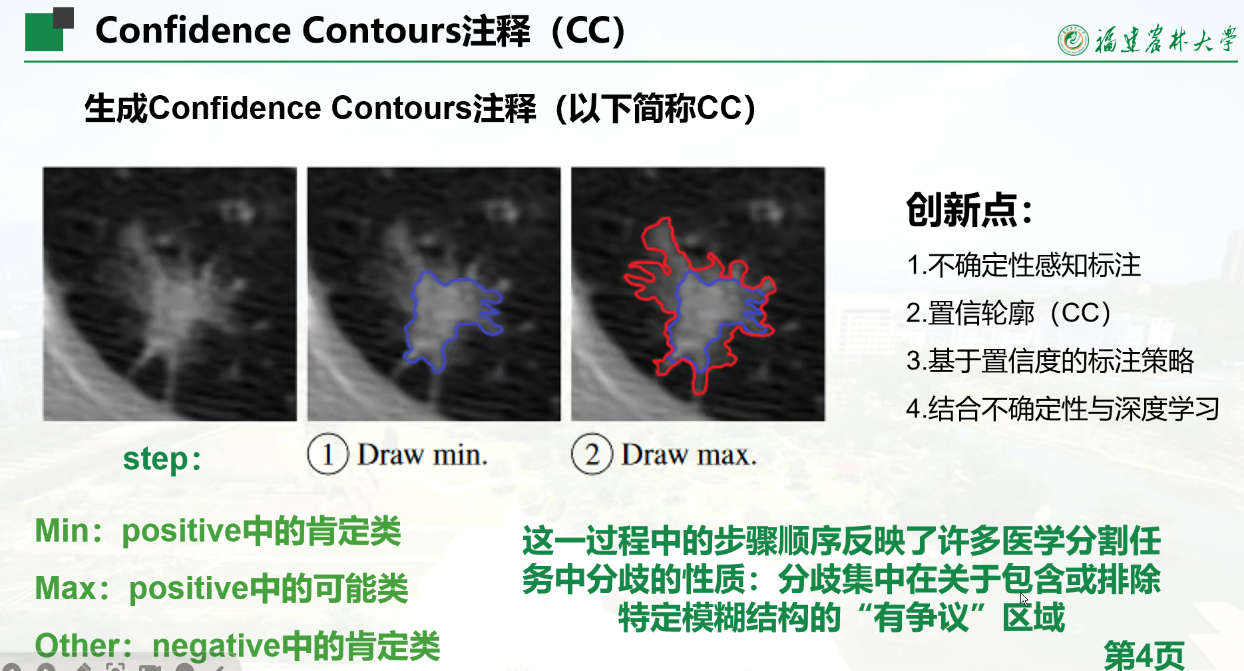 Confidence Contours注释（CC）
福建农林大学
生成Confidence Contours注释（以下简称CC）
创新点：
1.不确定性感知标注
2.置信轮廓（CC）
3.基于置信度的标注策略
4.结合不确定性与深度学习
step：
① Draw min.
② Draw max.
Min：positive中的肯定类
Max：positive中的可能类
Other：negative中的肯定类
这一过程中的步骤顺序反映了许多医学分割任
务中分歧的性质：分歧集中在关于包含或排除
特定模糊结构的“有争议”区域
第4页